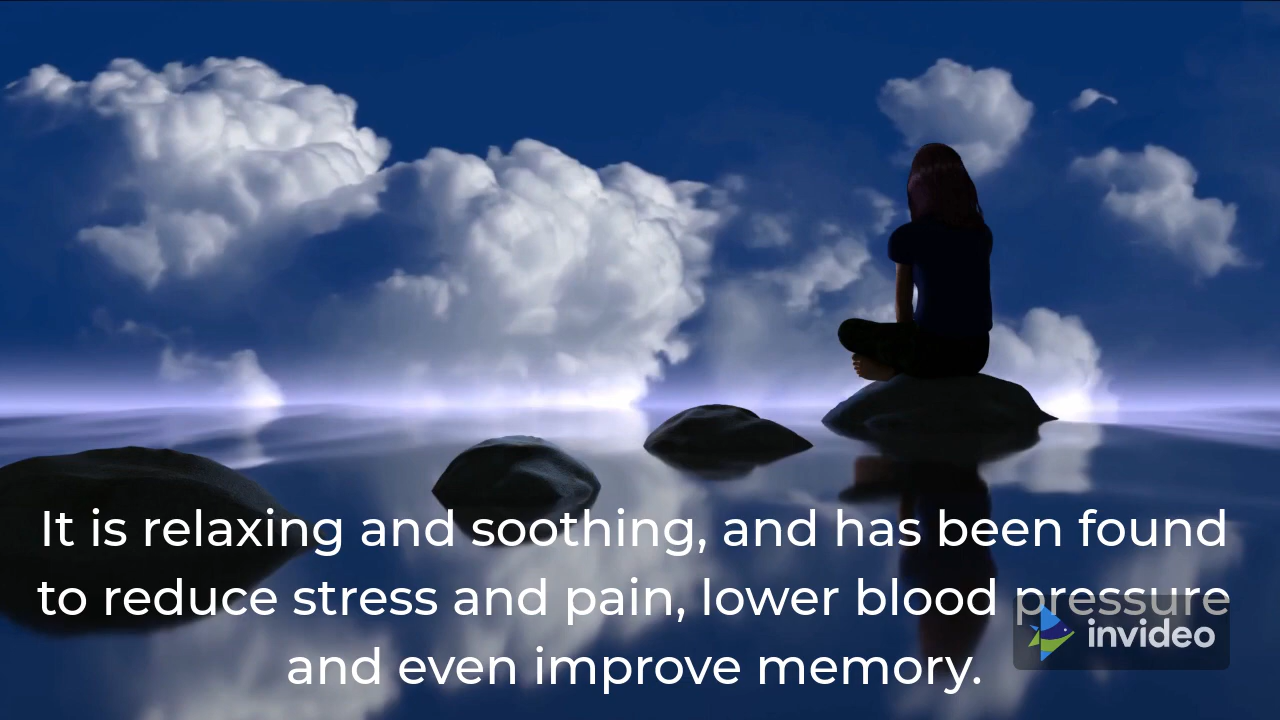 It is relaxing and soothing, and has been found
to reduce stress and pain, lower blood pressure
invideo
and even improve memory.